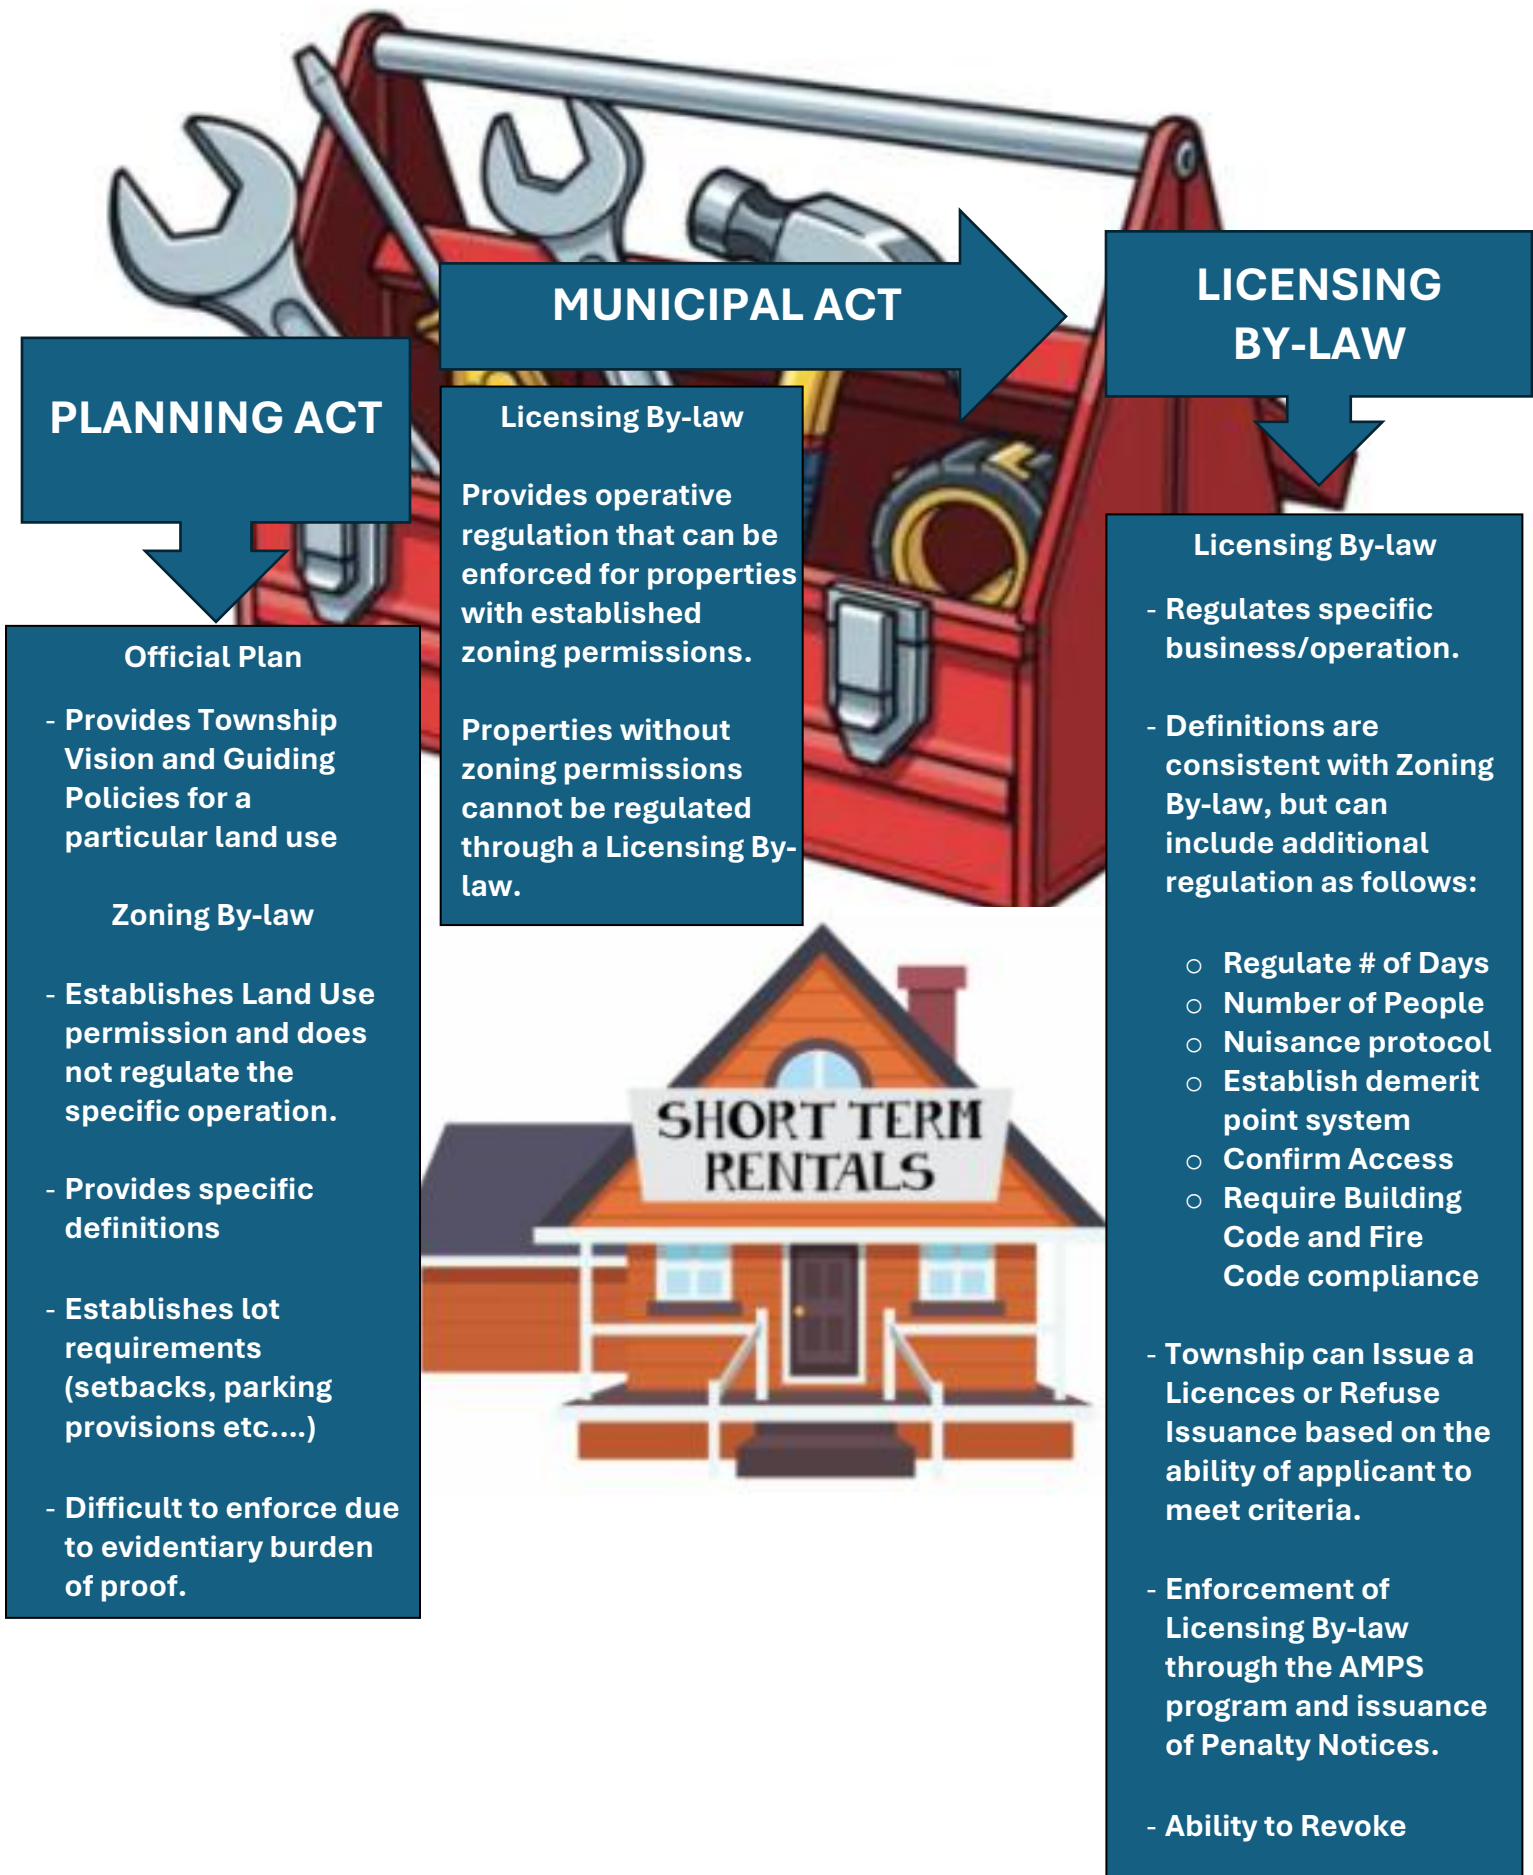 PLANNING ACT
Official Plan
- Provides Township
Vision and Guiding
Policies for a
particular land use
Zoning By-law
- Establishes Land Use
permission and does
not regulate the
specific operation.
- Provides specific
definitions
- Establishes lot
requirements
(setbacks, parking
provisions etc....)
- Difficult to enforce due
to evidentiary burden
of proof.
MUNICIPAL ACT
Licensing By-law
Provides operative
regulation that can be
enforced for properties
with established
zoning permissions.
Properties without
zoning permissions
cannot be regulated
through a Licensing By-
law.
SHORT TERM
RENTALS
LICENSING
BY-LAW
Licensing By-law
- Regulates specific
business/operation.
- Definitions are
consistent with Zoning
By-law, but can
include additional
regulation as follows:
○ Regulate # of Days
○ Number of People
○ Nuisance protocol
○ Establish demerit
point system
○ Confirm Access
○ Require Building
Code and Fire
Code compliance
- Township can Issue a
Licences or Refuse
Issuance based on the
ability of applicant to
meet criteria.
- Enforcement of
Licensing By-law
through the AMPS
program and issuance
of Penalty Notices.
- Ability to Revoke